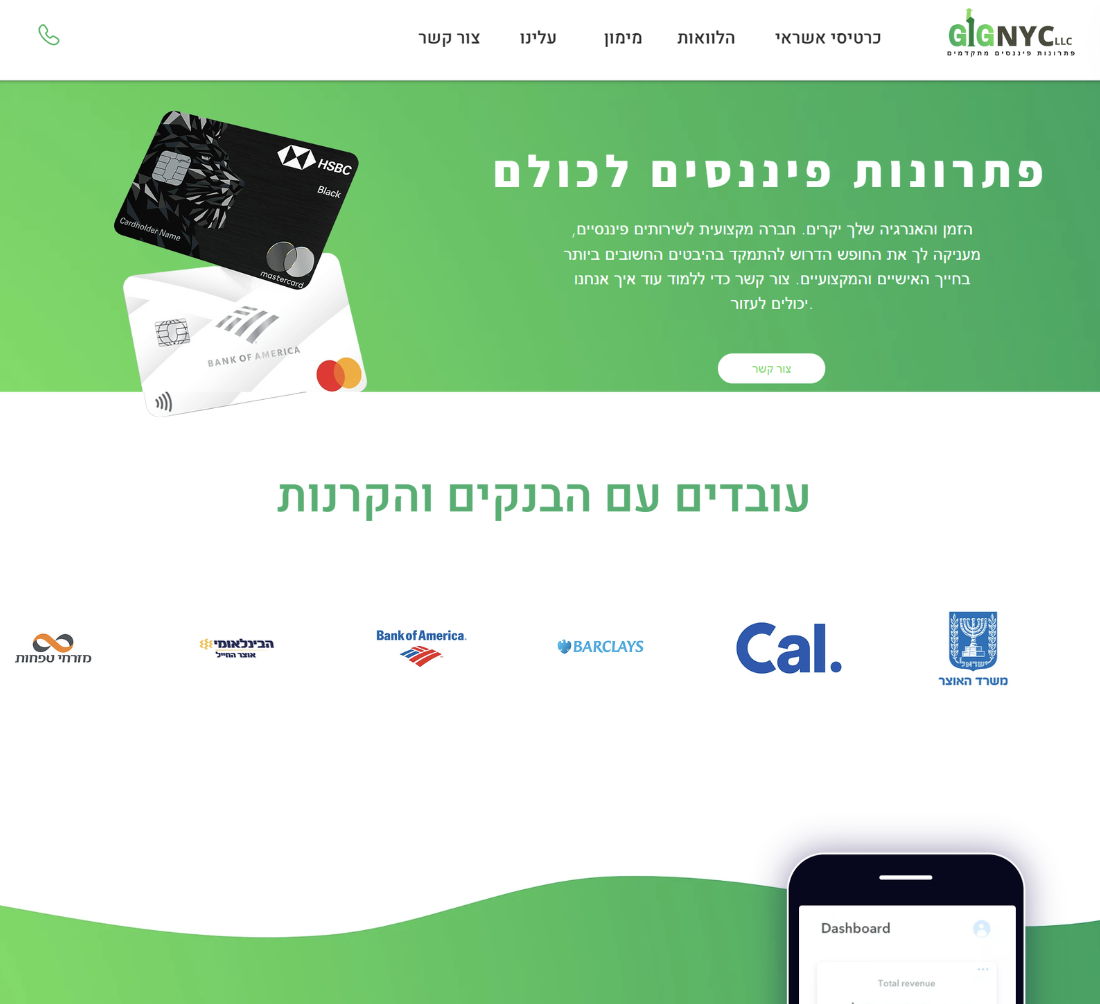 GIGNYC LLC
פתרונות פיננסים מתקדמים
כרטיסי אשראי
הלוואות
מימון
עלינו
צור קשר
פתרונות פיננסים לכולם
הזמן והאנרגיה שלך יקרים. חברה מקצועית לשירותים פיננסיים,
מעניקה לך את החופש הדרוש להתמקד בהיבטים החשובים ביותר
בחייך האישיים והמקצועיים. צור קשר כדי ללמוד עוד איך אנחנו
יכולים לעזור.
צור קשר
HSBC
Black
Cardholder Name
mastercard
BANK OF AMERICA
עובדים עם הבנקים והקרנות
ישראל
משרד האוצר
Cal.
BARCLAYS
Bank of America.
הבינלאומי
אוצר החייל
מזרחי טפחות
Dashboard
Total revenue